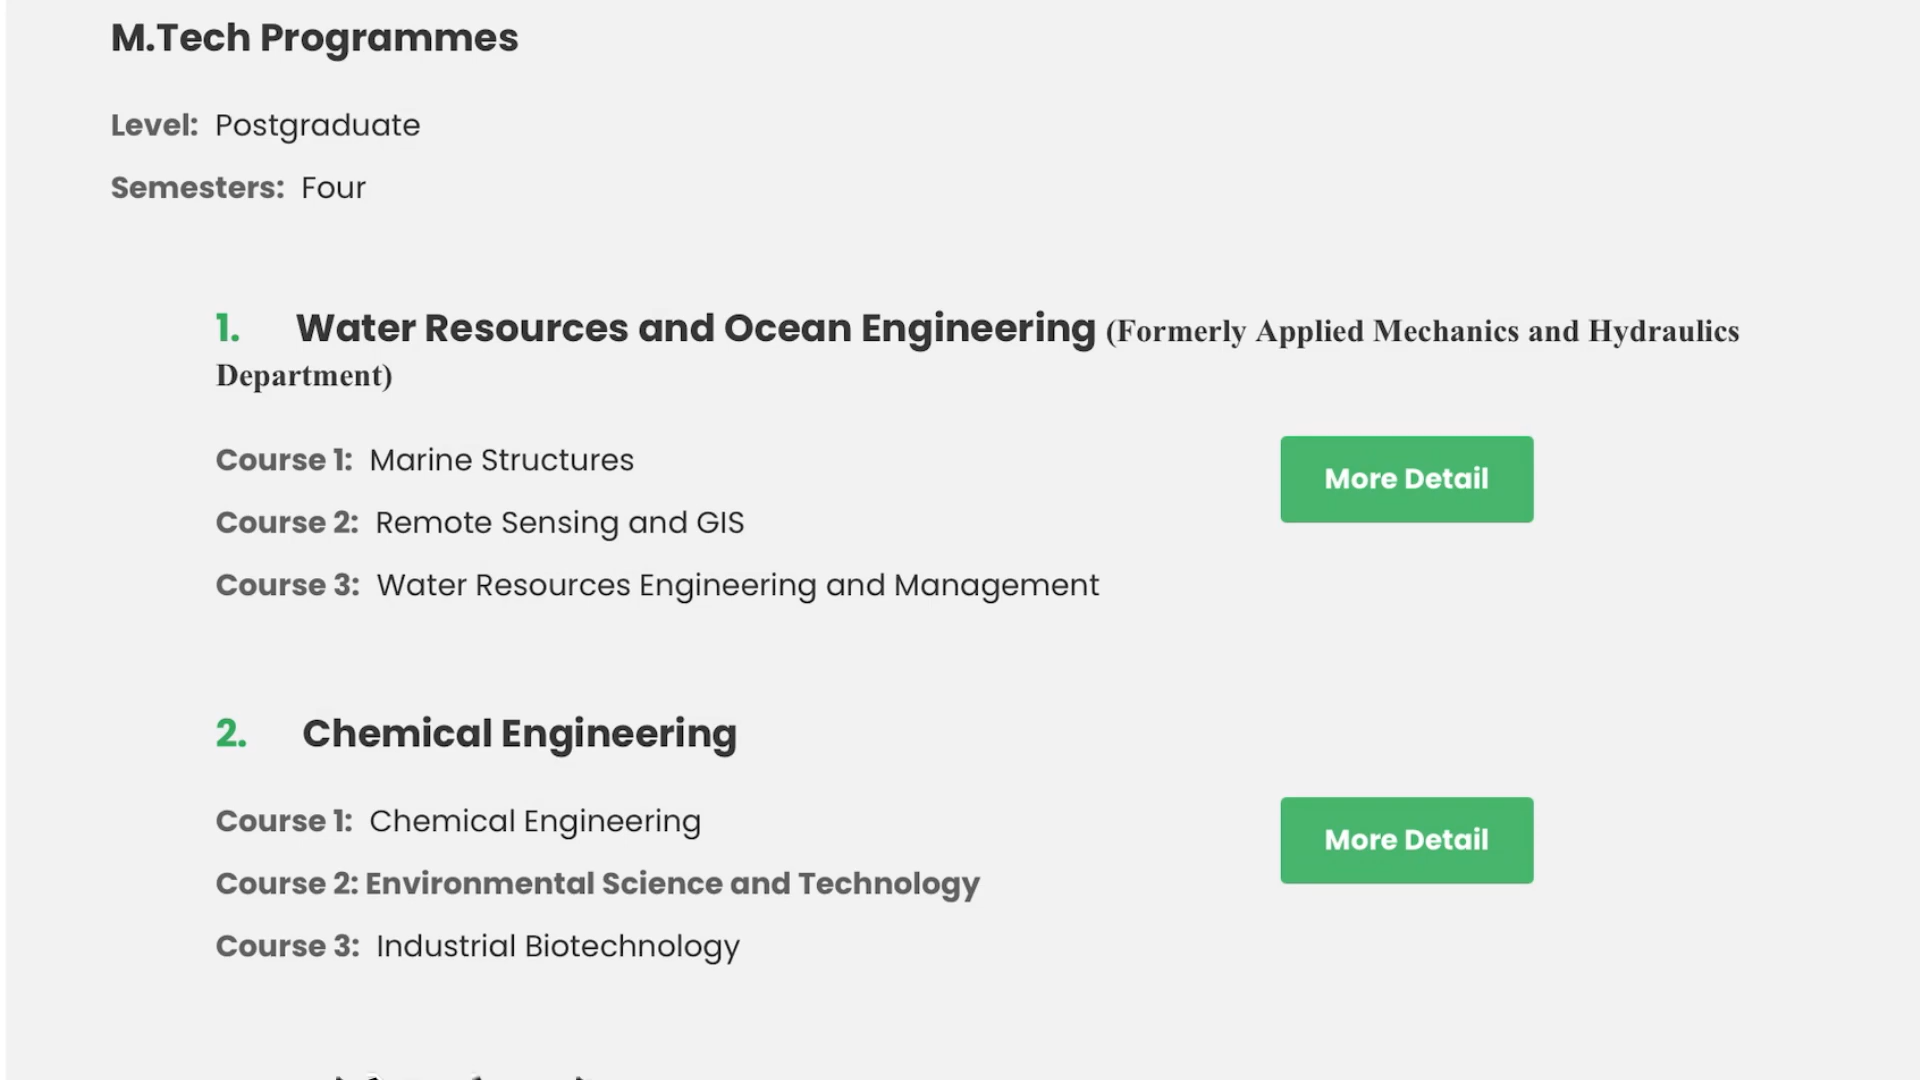 M.Tech Programmes
Level: Postgraduate
Semesters: Four
1. Water Resources and Ocean Engineering (Formerly Applied Mechanics and Hydraulics
Department)
Course 1: Marine Structures
More Detail
Course 2: Remote Sensing and GIS
Course 3: Water Resources Engineering and Management
2. Chemical Engineering
Course 1: Chemical Engineering
More Detail
Course 2: Environmental Science and Technology
Course 3: Industrial Biotechnology